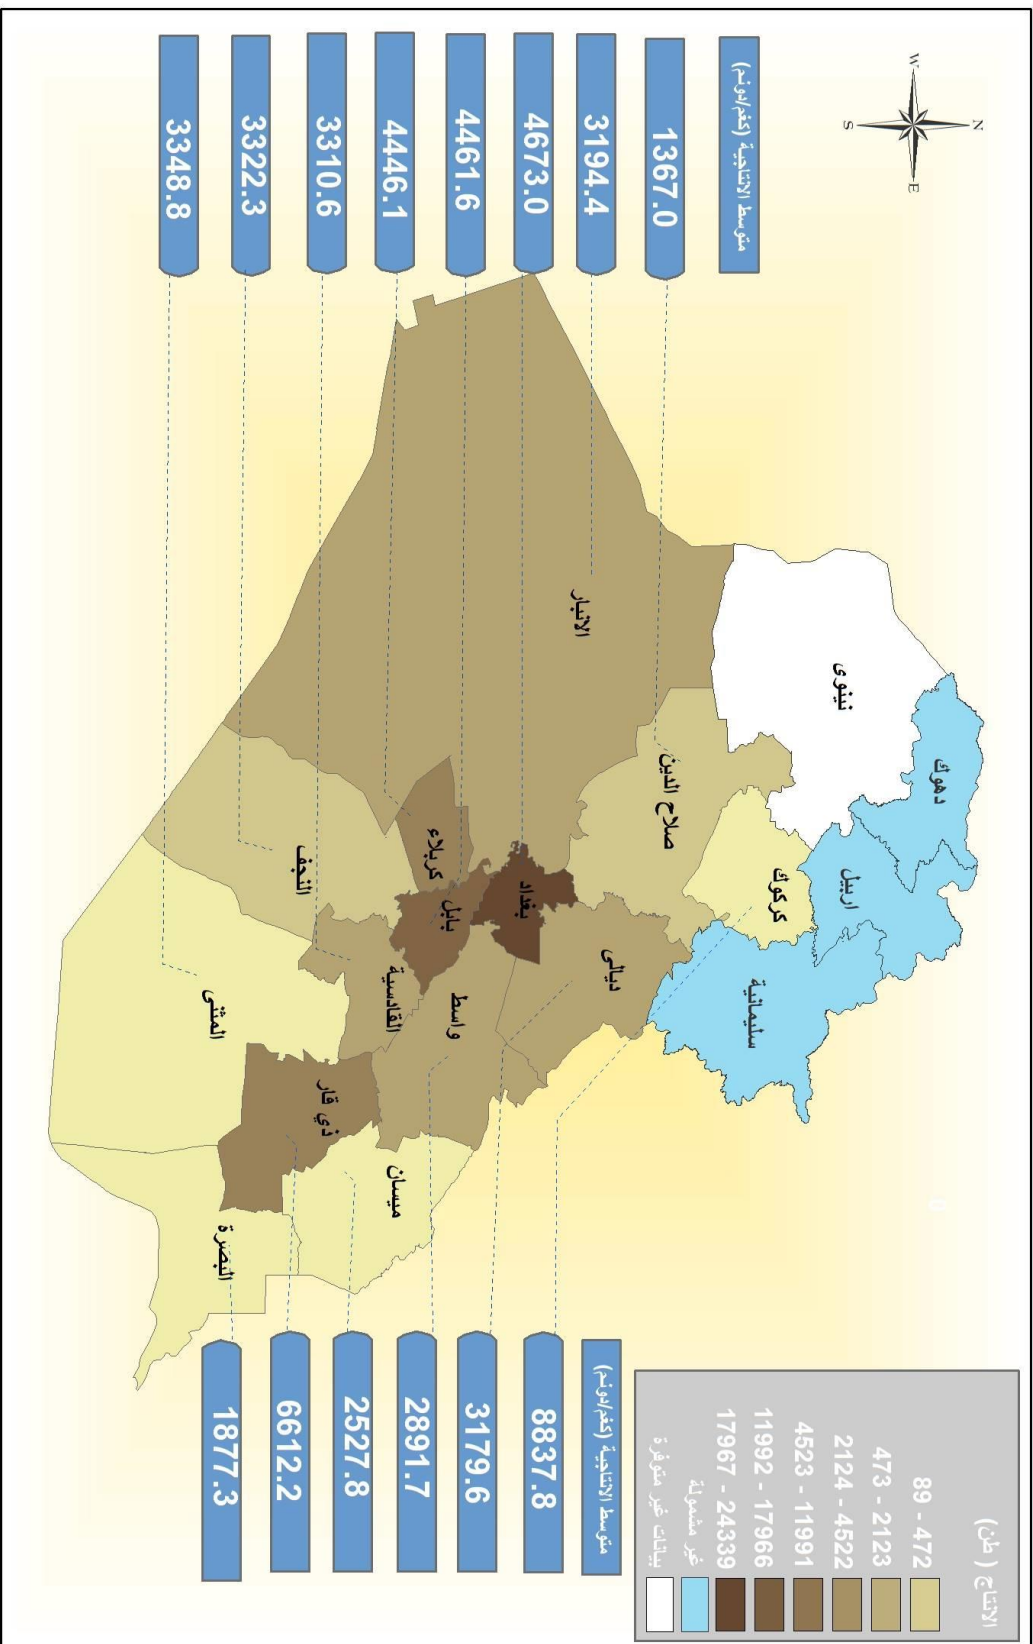 N
W
E
S
متوسط الانتاجية (كغم/دونم)
1367.0
3194.4
4673.0
4461.6
4446.1
3310.6
3322.3
3348.8
دهوك
نينوى
اربيل
كركوك
سليمانية
صلاح الدين
الانبار
ديالى
بغداد
كربلاء
بابل
واسط
النجف
القادسية
المثنى
ذي قار
ميسان
البصرة
0
الانتاج (طن)
89 - 472
473 - 2123
2124 - 4522
4523 - 11991
11992 - 17966
17967 - 24339
غير مشمولة
بيانات غير متوفرة
متوسط الانتاجية (كغم/دونم)
8837.8
3179.6
2891.7
2527.8
6612.2
1877.3